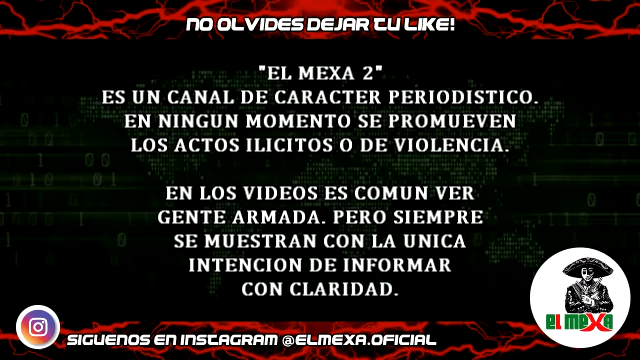 NO OLVIDES DEJAR TU LIKE!
"EL MEXA 2"
ES UN CANAL DE CARACTER PERIODISTICO.
EN NINGUN MOMENTO SE PROMUEVEN
LOS ACTOS ILICITOS O DE VIOLENCIA.
EN LOS VIDEOS ES COMUN VER
GENTE ARMADA. PERO SIEMPRE
SE MUESTRAN CON LA UNICA
INTENCION DE INFORMAR
CON CLARIDAD.
EL MEXA
SIGUENOS EN INSTAGRAM @ELMEXA.OFICIAL